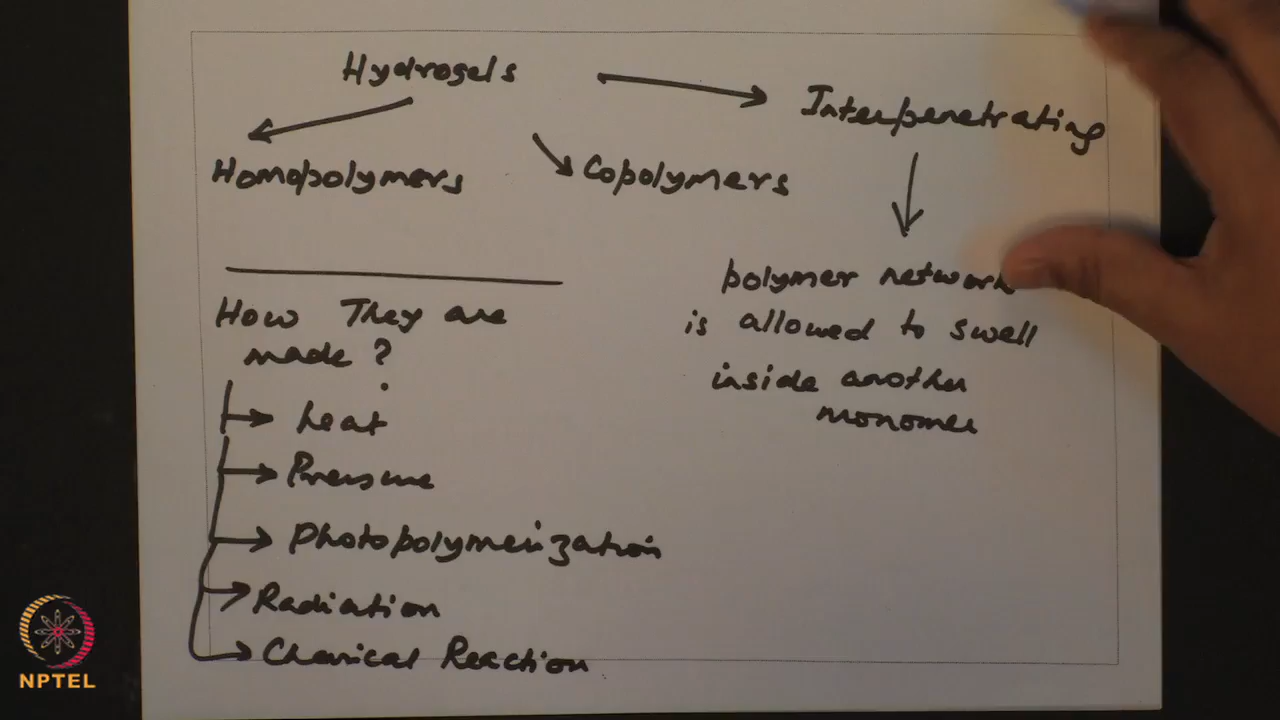 Hydrogels
Interpenetrating
Homopolymers
Copolymers
polymer network
is allowed to swell
inside another
monomer
How They are
made?
heat
Pressure
Photopolymerization
Radiation
Chemical Reaction
NPTEL